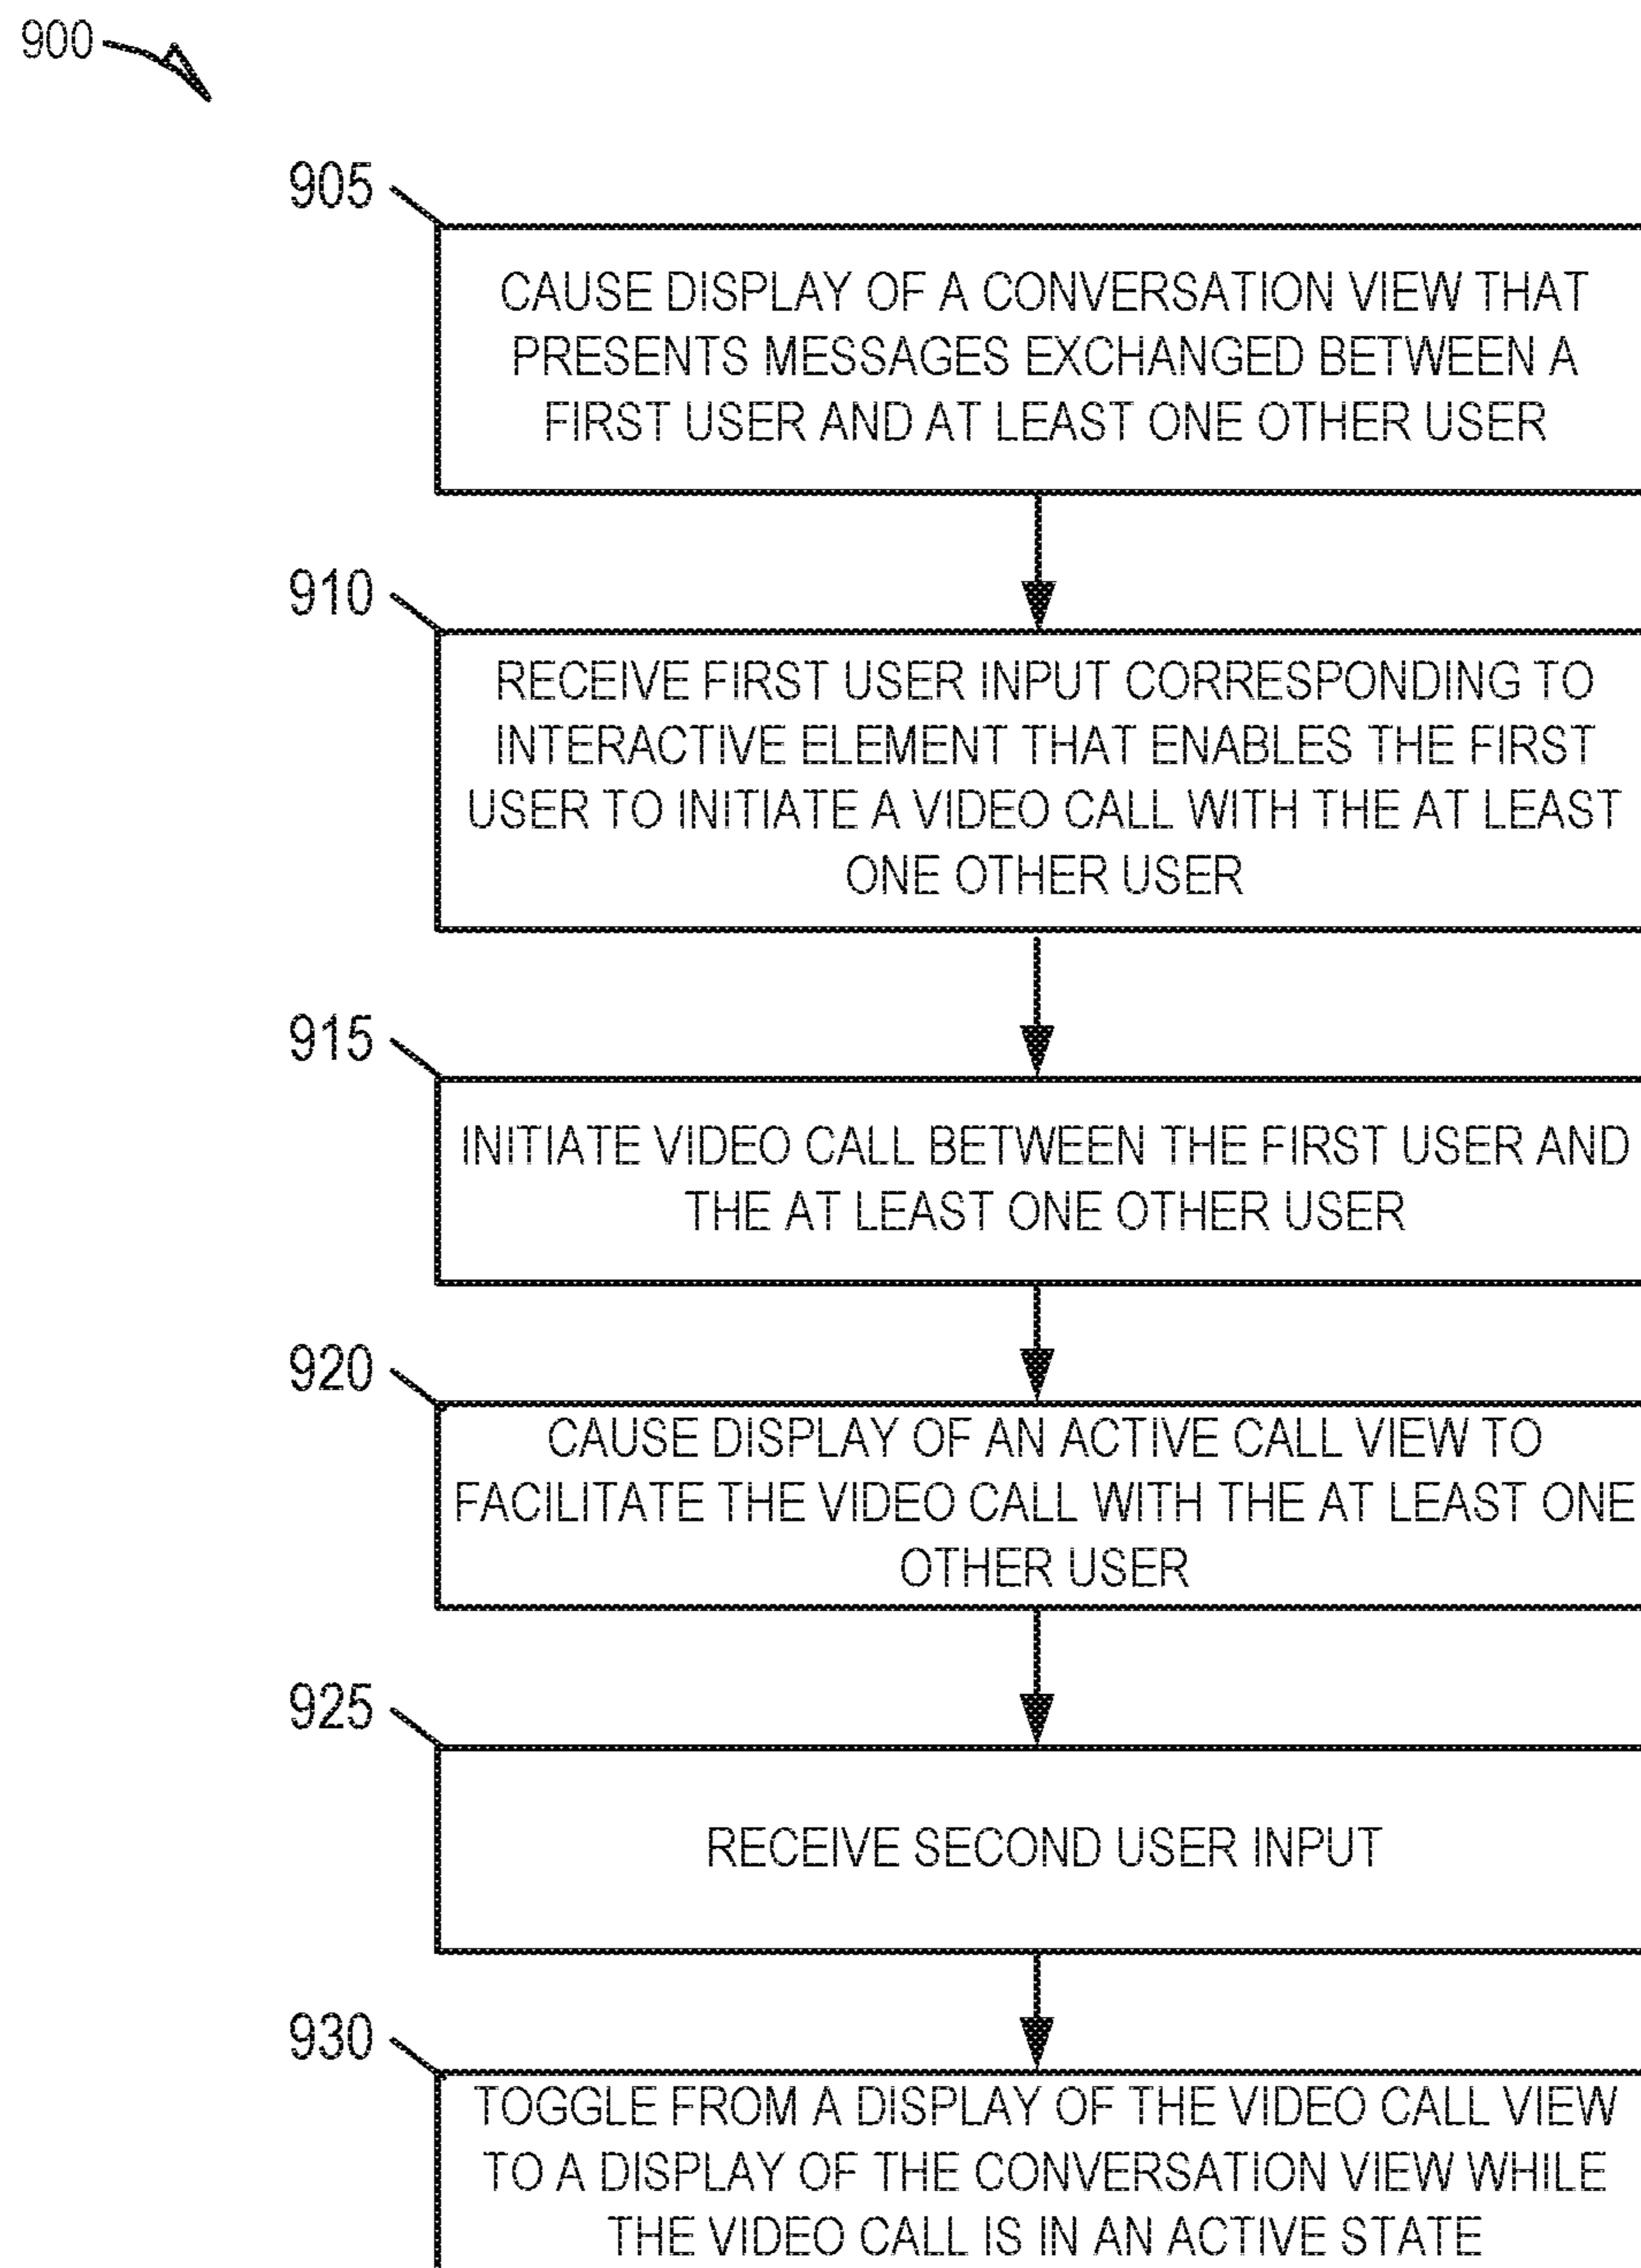 900
905
CAUSE DISPLAY OF A CONVERSATION VIEW THAT
PRESENTS MESSAGES EXCHANGED BETWEEN A
FIRST USER AND AT LEAST ONE OTHER USER
910
RECEIVE FIRST USER INPUT CORRESPONDING TO
INTERACTIVE ELEMENT THAT ENABLES THE FIRST
USER TO INITIATE A VIDEO CALL WITH THE AT LEAST
ONE OTHER USER
915
INITIATE VIDEO CALL BETWEEN THE FIRST USER AND
THE AT LEAST ONE OTHER USER
920
CAUSE DISPLAY OF AN ACTIVE CALL VIEW TO
FACILITATE THE VIDEO CALL WITH THE AT LEAST ONE
OTHER USER
925
RECEIVE SECOND USER INPUT
930
TOGGLE FROM A DISPLAY OF THE VIDEO CALL VIEW
TO A DISPLAY OF THE CONVERSATION VIEW WHILE
THE VIDEO CALL IS IN AN ACTIVE STATE